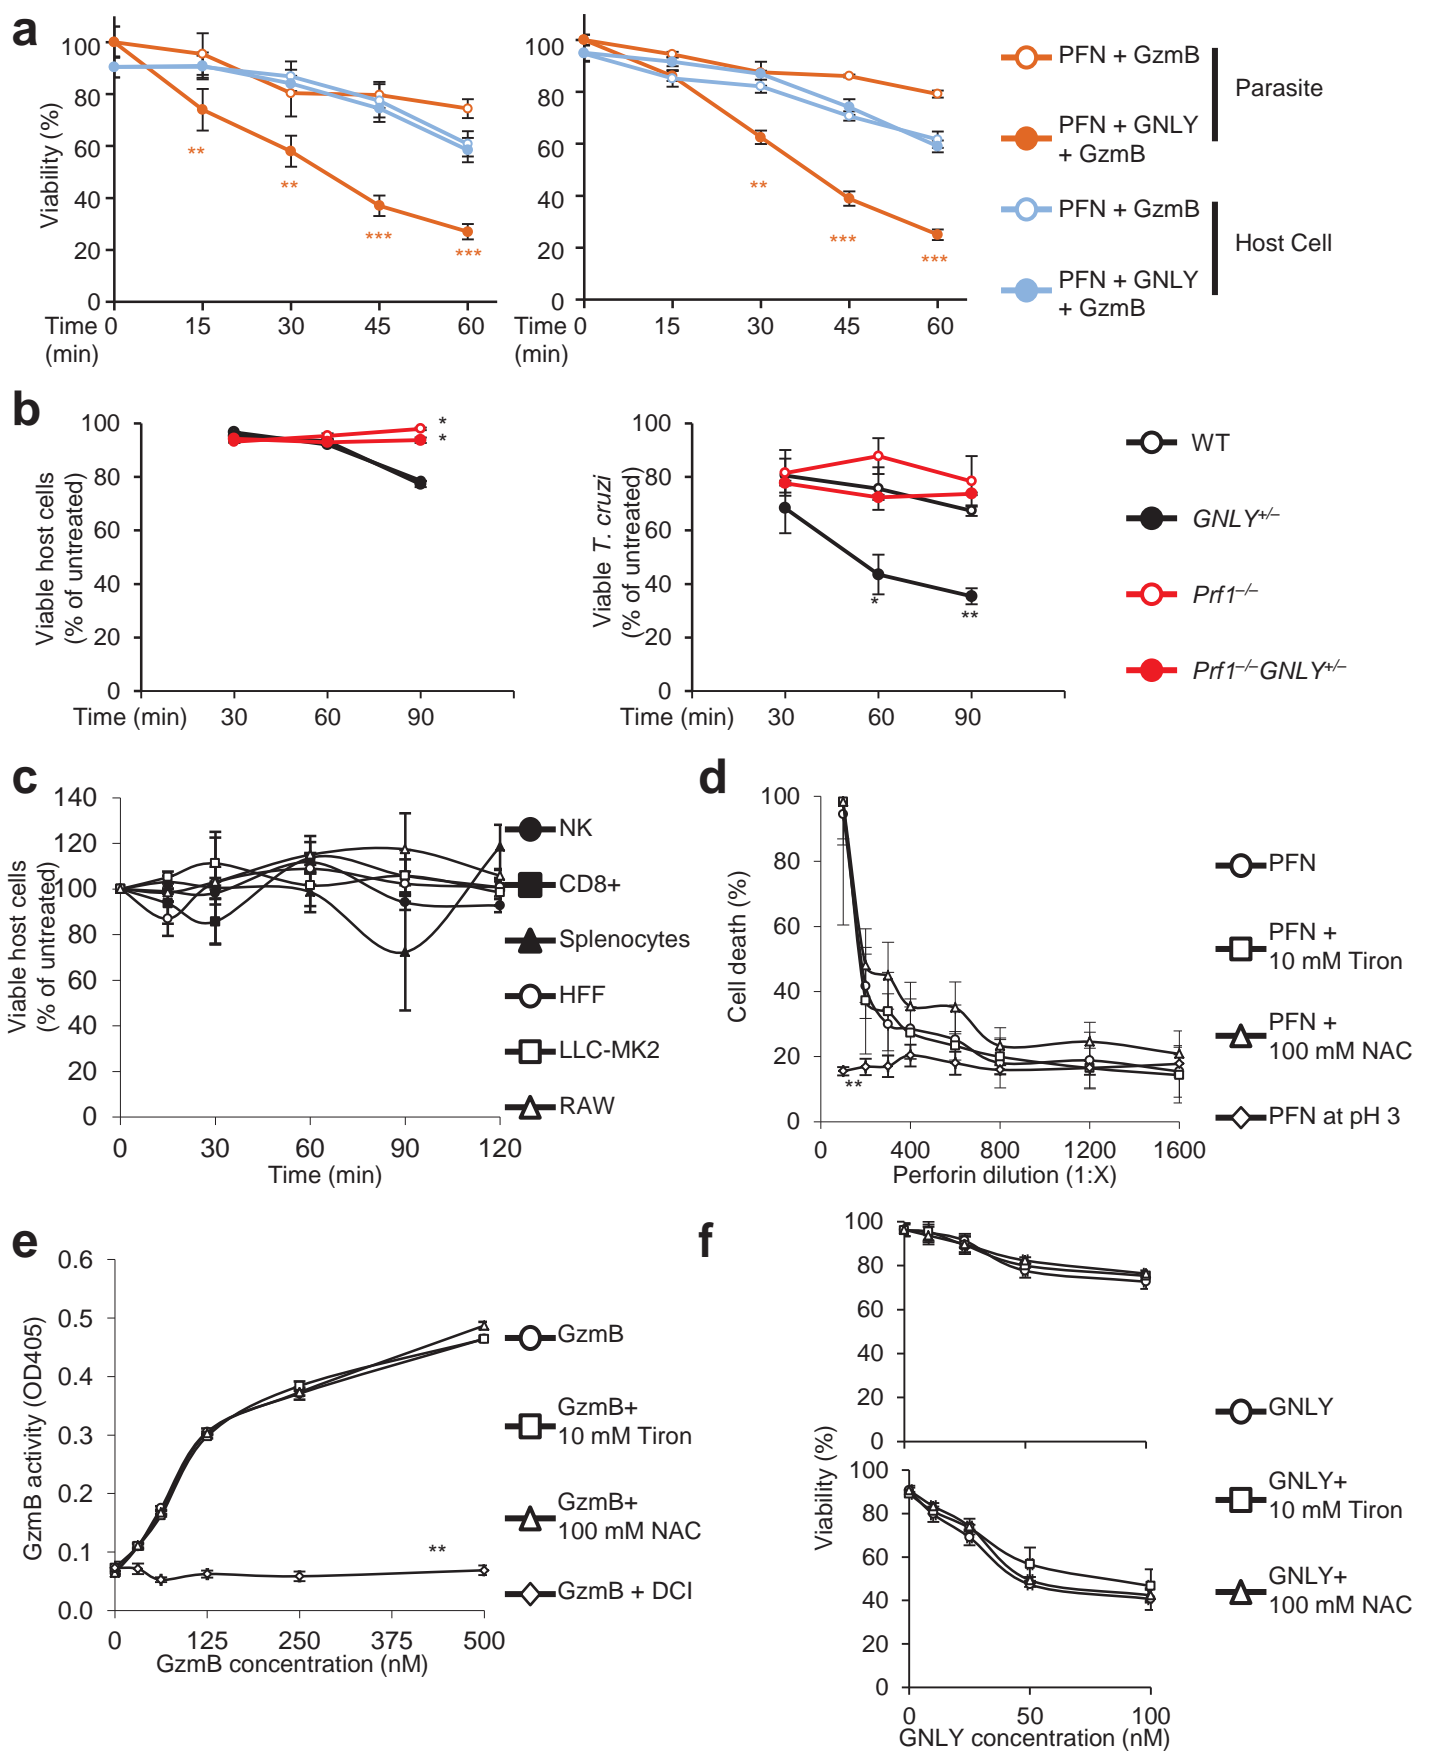 a
100
80
60
40
20
0
Viability (%)
** ** *** ***
Time 0 15 30 45 60
(min)
100
80
60
40
20
0
** *** ***
Time 0 15 30 45 60
(min)
PFN + GzmB
PFN + GNLY
+ GzmB
Parasite
PFN + GzmB
PFN + GNLY
+ GzmB
Host Cell
b
100
80
60
40
20
0
Viable host cells
(% of untreated)
*
*
Time (min) 30 60 90
100
80
60
40
20
0
Viable T. cruzi
(% of untreated)
* **
Time (min) 30 60 90
WT
GNLY+/–
Prf1–/–
Prf1–/–GNLY+/–
c
140
120
100
80
60
40
20
0
Viable host cells
(% of untreated)
0 30 60 90 120
Time (min)
NK
CD8+
Splenocytes
HFF
LLC-MK2
RAW
d
100
80
60
40
20
0
Cell death (%)
**
0 400 800 1200 1600
Perforin dilution (1:X)
PFN
PFN +
10 mM Tiron
PFN +
100 mM NAC
PFN at pH 3
e
0.6
0.5
0.4
0.3
0.2
0.1
0.0
GzmB activity (OD405)
**
0 125 250 375 500
GzmB concentration (nM)
GzmB
GzmB+
10 mM Tiron
GzmB+
100 mM NAC
GzmB + DCI
f
100
80
60
40
20
0
Viability (%)
100
80
60
40
20
0
0 50 100
GNLY concentration (nM)
GNLY
GNLY+
10 mM Tiron
GNLY+
100 mM NAC